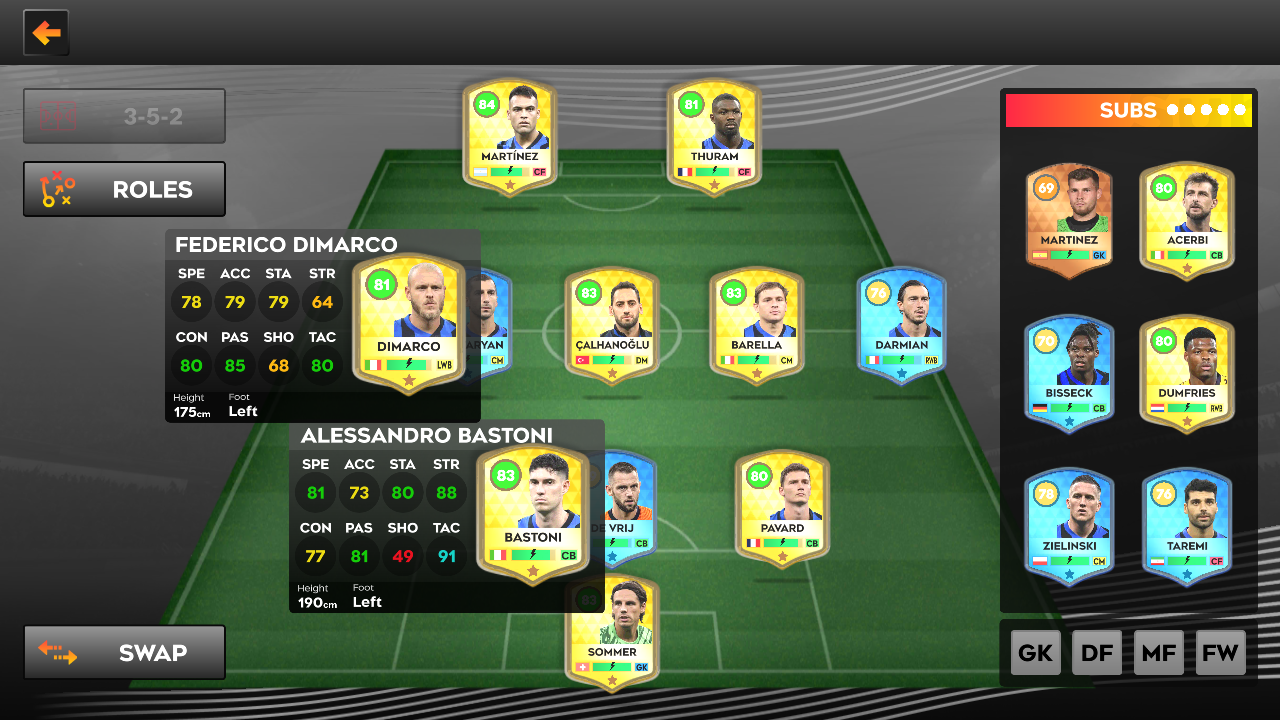 3-5-2
ROLES
84
MARTÍNEZ
CF
81
THURAM
CF
FEDERICO DIMARCO
SPE ACC STA STR
78 79 79 64
CON PAS SHO TAC
80 85 68 80
Height Foot
175cm Left
81
DIMARCO
LWB
CM
83
ÇALHANOĞLU
DM
83
BARELLA
CM
76
DARMIAN
RWB
ALESSANDRO BASTONI
SPE ACC STA STR
81 73 80 88
CON PAS SHO TAC
77 81 49 91
Height Foot
190cm Left
83
BASTONI
CB
DE VRIJ
CB
80
PAVARD
CB
83
SOMMER
GK
SWAP
SUBS
69
MARTINEZ
GK
80
ACERBI
CB
70
BISSECK
CB
80
DUMFRIES
RWB
78
ZIELINSKI
CM
76
TAREMI
CF
GK DF MF FW